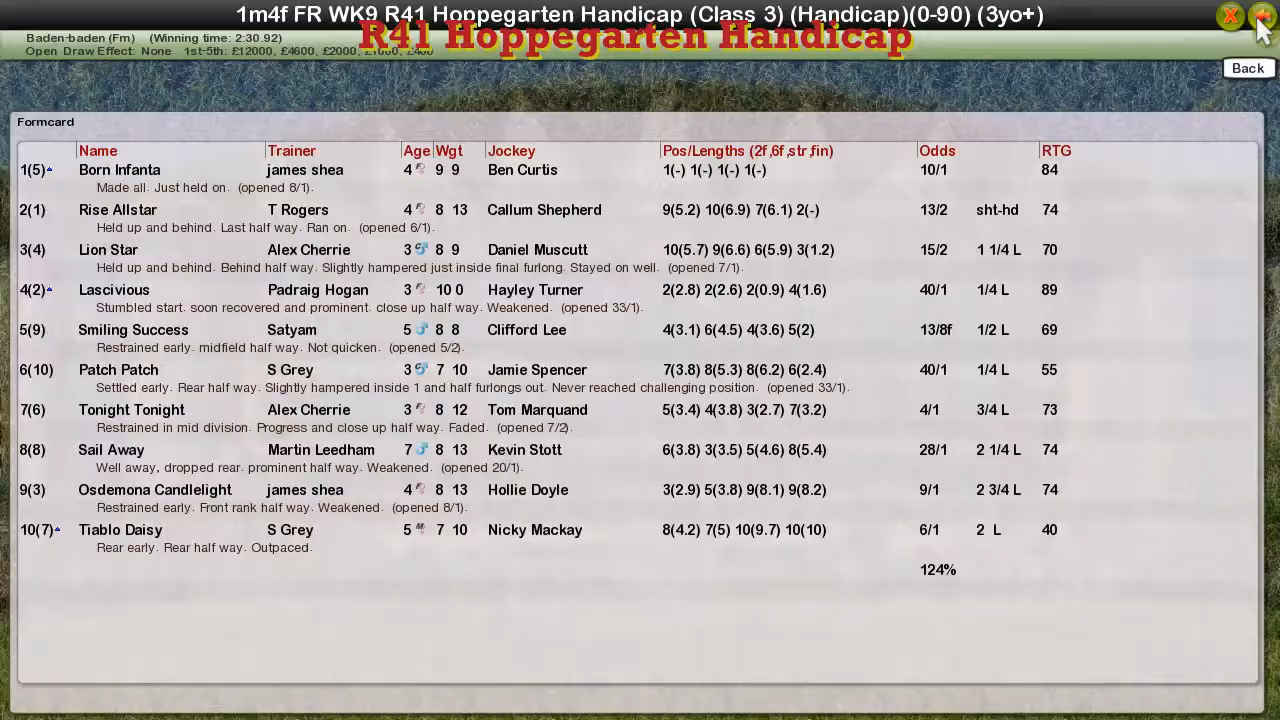 1m4f FR WK9 R41 Hoppegarten Handicap (Class 3) (Handicap)(0-90) (3yo+)
R41 Hoppegarten Handicap
Baden-baden (Fm) (Winning time: 2:30.92)
Open Draw Effect: None 1st-5th: £12000, £4600, £2000, £1000, £400
Back
Formcard
Name Trainer Age Wgt Jockey Pos/Lengths (2f,6f,str,fin) Odds RTG
1(5) Born Infanta james shea 4 9 9 Ben Curtis 1(-) 1(-) 1(-) 1(-) 10/1 84
Made all. Just held on. (opened 8/1).
2(1) Rise Allstar T Rogers 4 8 13 Callum Shepherd 9(5.2) 10(6.9) 7(6.1) 2(-) 13/2 sht-hd 74
Held up and behind. Last half way. Ran on. (opened 6/1).
3(4) Lion Star Alex Cherrie 3 8 9 Daniel Muscutt 10(5.7) 9(6.6) 6(5.9) 3(1.2) 15/2 1 1/4 L 70
Held up and behind. Behind half way. Slightly hampered just inside final furlong. Stayed on well. (opened 7/1).
4(2) Lascivious Padraig Hogan 3 10 0 Hayley Turner 2(2.8) 2(2.6) 2(0.9) 4(1.6) 40/1 1/4 L 89
Stumbled start. soon recovered and prominent. close up half way. Weakened. (opened 33/1).
5(9) Smiling Success Satyam 5 8 8 Clifford Lee 4(3.1) 6(4.5) 4(3.6) 5(2) 13/8f 1/2 L 69
Restrained early. midfield half way. Not quicken. (opened 5/2).
6(10) Patch Patch S Grey 3 7 10 Jamie Spencer 7(3.8) 8(5.3) 8(6.2) 6(2.4) 40/1 1/4 L 55
Settled early. Rear half way. Slightly hampered inside 1 and half furlongs out. Never reached challenging position. (opened 33/1).
7(6) Tonight Tonight Alex Cherrie 3 8 12 Tom Marquand 5(3.4) 4(3.8) 3(2.7) 7(3.2) 4/1 3/4 L 73
Restrained in mid division. Progress and close up half way. Faded. (opened 7/2).
8(8) Sail Away Martin Leedham 7 8 13 Kevin Stott 6(3.8) 3(3.5) 5(4.6) 8(5.4) 28/1 2 1/4 L 74
Well away, dropped rear. prominent half way. Weakened. (opened 20/1).
9(3) Osdemona Candlelight james shea 4 8 13 Hollie Doyle 3(2.9) 5(3.8) 9(8.1) 9(8.2) 9/1 2 3/4 L 74
Restrained early. Front rank half way. Weakened. (opened 8/1).
10(7) Tiablo Daisy S Grey 5 7 10 Nicky Mackay 8(4.2) 7(5) 10(9.7) 10(10) 6/1 2 L 40
Rear early. Rear half way. Outpaced.
124%